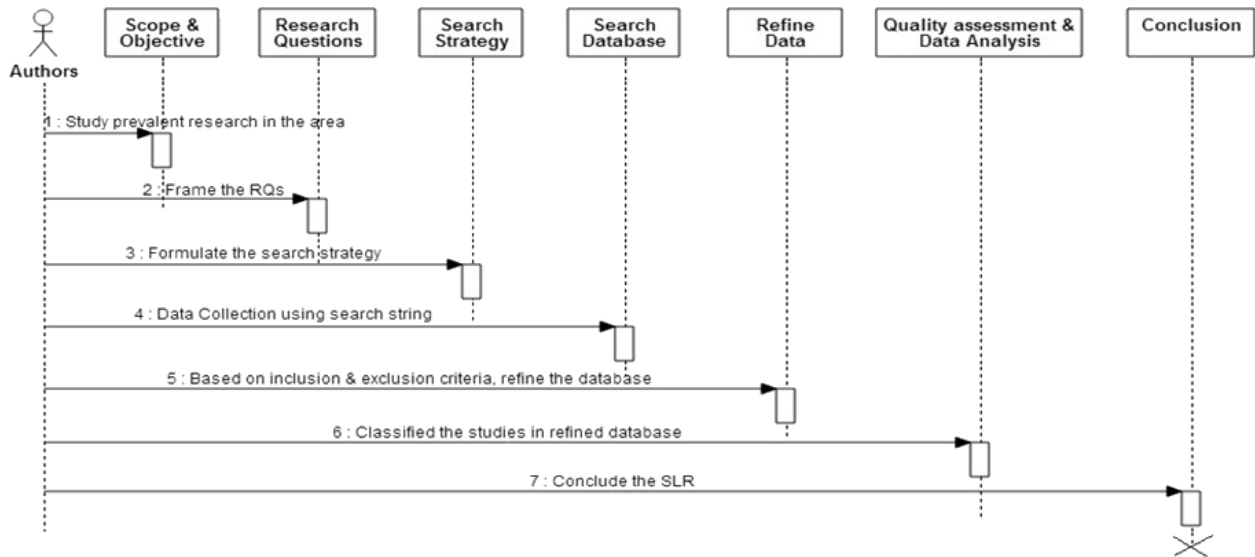 Authors
Scope &
Objective
Research
Questions
Search
Strategy
Search
Database
Refine
Data
Quality assessment &
Data Analysis
Conclusion
1 : Study prevalent research in the area
2 : Frame the RQs
3 : Formulate the search strategy
4 : Data Collection using search string
5 : Based on inclusion & exclusion criteria, refine the database
6 : Classified the studies in refined database
7 : Conclude the SLR